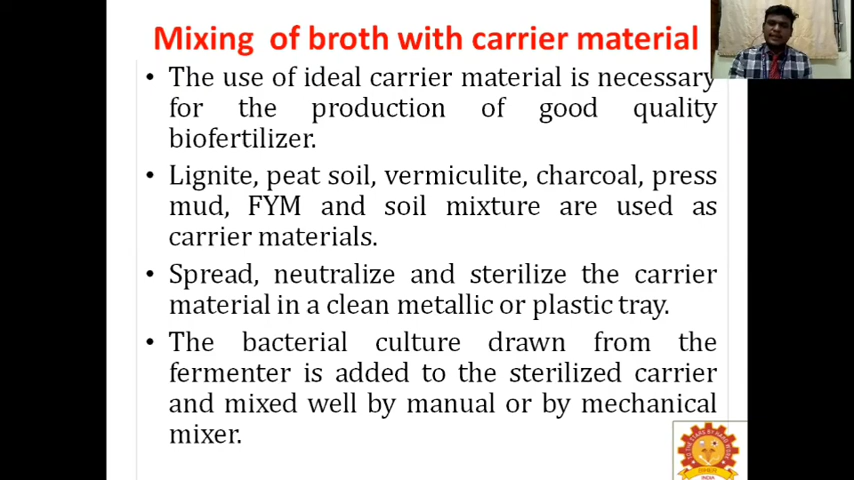 Mixing of broth with carrier material
• The use of ideal carrier material is necessary
for the production of good quality
biofertilizer.
• Lignite, peat soil, vermiculite, charcoal, press
mud, FYM and soil mixture are used as
carrier materials.
• Spread, neutralize and sterilize the carrier
material in a clean metallic or plastic tray.
• The bacterial culture drawn from the
fermenter is added to the sterilized carrier
and mixed well by manual or by mechanical
mixer.
INDIA